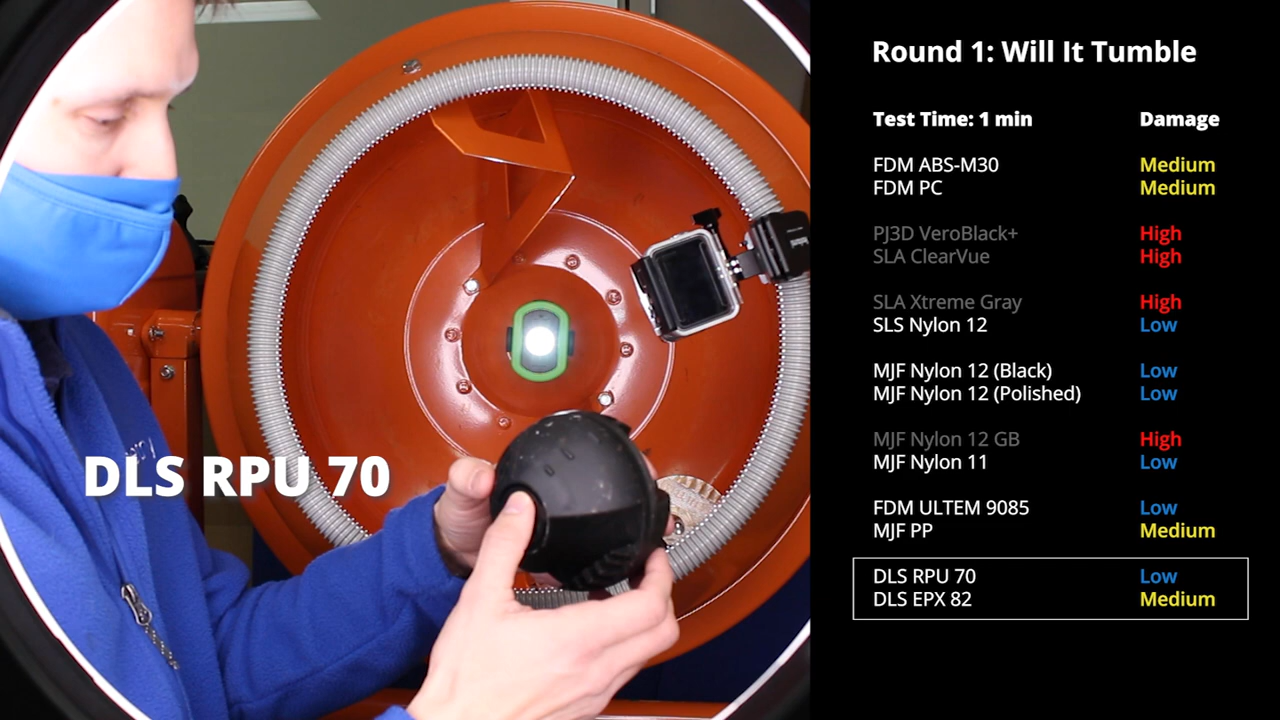 DLS RPU 70
Round 1: Will It Tumble
Test Time: 1 min Damage
FDM ABS-M30 Medium
FDM PC Medium
PJ3D VeroBlack+ High
SLA ClearVue High
SLA Xtreme Gray High
SLS Nylon 12 Low
MJF Nylon 12 (Black) Low
MJF Nylon 12 (Polished) Low
MJF Nylon 12 GB High
MJF Nylon 11 Low
FDM ULTEM 9085 Low
MJF PP Medium
DLS RPU 70 Low
DLS EPX 82 Medium